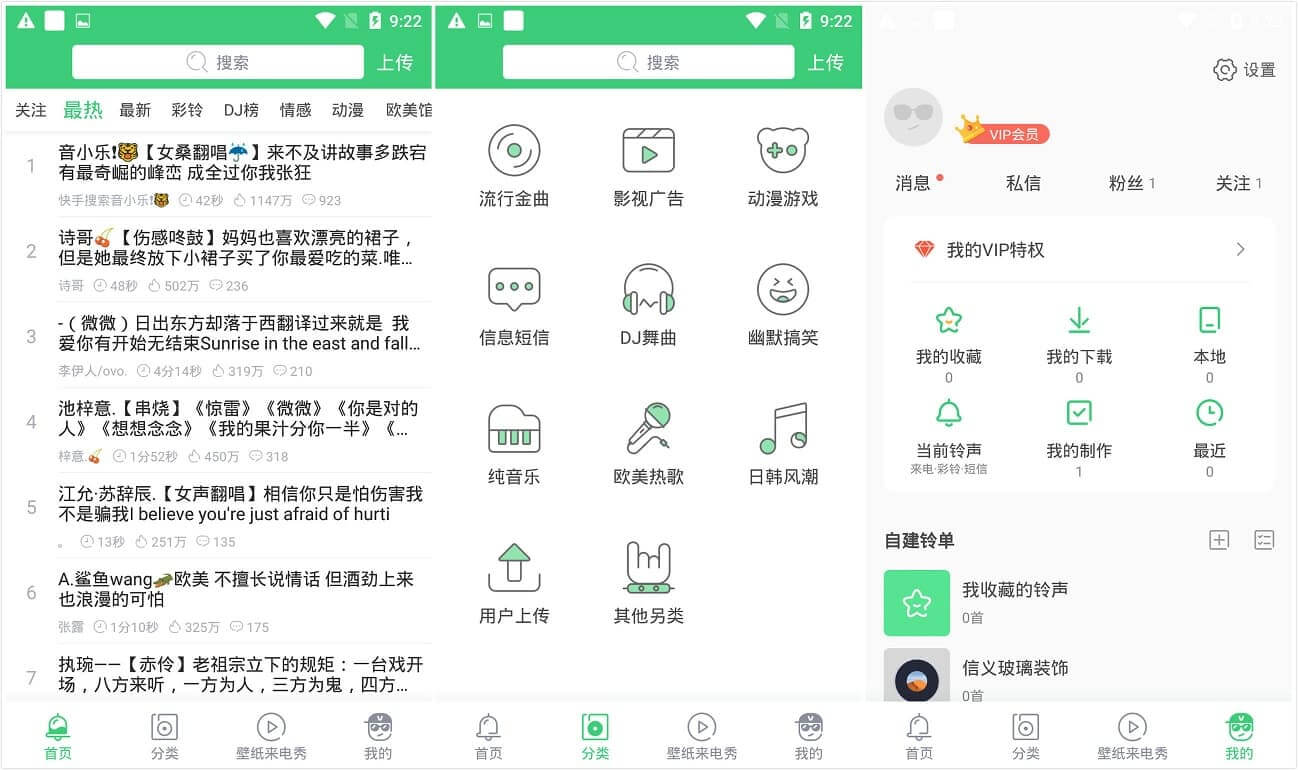 9:22
搜索
上传
关注 最热 最新 彩铃 DJ榜 情感 动漫 欧美馆
1
音小乐!🐯【女桑翻唱☔】来不及讲故事多跌宕
有最奇崛的峰峦 成全过你我张狂
快手搜索音小乐!🐯 42秒 1147万 923
2
诗哥🍒【伤感咚鼓】妈妈也喜欢漂亮的裙子，
但是她最终放下小裙子买了你最爱吃的菜.唯...
诗哥 48秒 502万 236
3
-（微微）日出东方却落于西翻译过来就是 我
爱你有开始无结束Sunrise in the east and fall...
李伊人/ovo. 4分14秒 319万 210
4
池梓意.【串烧】《惊雷》《微微》《你是对的
人》《想想念念》《我的果汁分你一半》《...
梓意.🍒 1分52秒 450万 318
5
江允·苏辞辰.【女声翻唱】相信你只是怕伤害我
不是骗我I believe you're just afraid of hurti
。 13秒 251万 135
6
A.鲨鱼wang🐊欧美 不擅长说情话 但酒劲上来
也浪漫的可怕
张露 1分10秒 325万 175
7
执琬——【赤伶】老祖宗立下的规矩：一台戏开
场，八方来听，一方为人，三方为鬼，四方...
首页 分类 壁纸来电秀 我的
9:22
搜索
上传
流行金曲 影视广告 动漫游戏
信息短信 DJ舞曲 幽默搞笑
纯音乐 欧美热歌 日韩风潮
用户上传 其他另类
首页 分类 壁纸来电秀 我的
设置
VIP会员
消息 私信 粉丝 1 关注 1
我的VIP特权
我的收藏 我的下载 本地
0 0 0
当前铃声 我的制作 最近
来电·彩铃·短信 1 0
自建铃单
我收藏的铃声
0首
信义玻璃装饰
0首
首页 分类 壁纸来电秀 我的